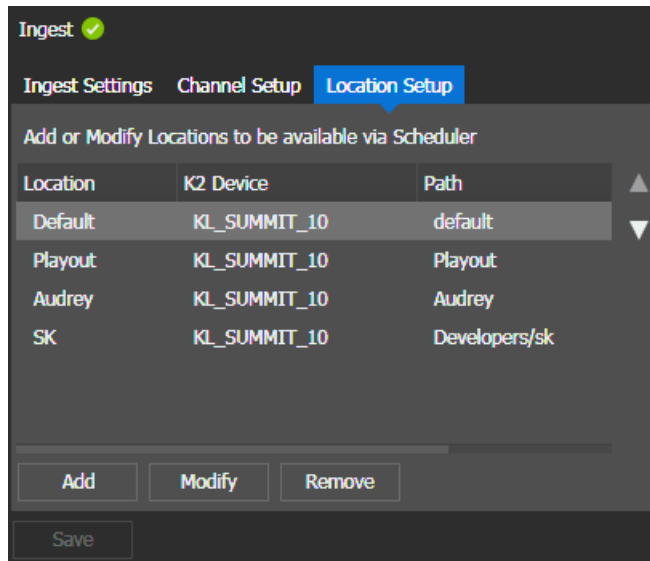 Ingest
Ingest Settings Channel Setup Location Setup
Add or Modify Locations to be available via Scheduler
Location K2 Device Path
Default KL_SUMMIT_10 default
Playout KL_SUMMIT_10 Playout
Audrey KL_SUMMIT_10 Audrey
SK KL_SUMMIT_10 Developers/sk
Add Modify Remove
Save